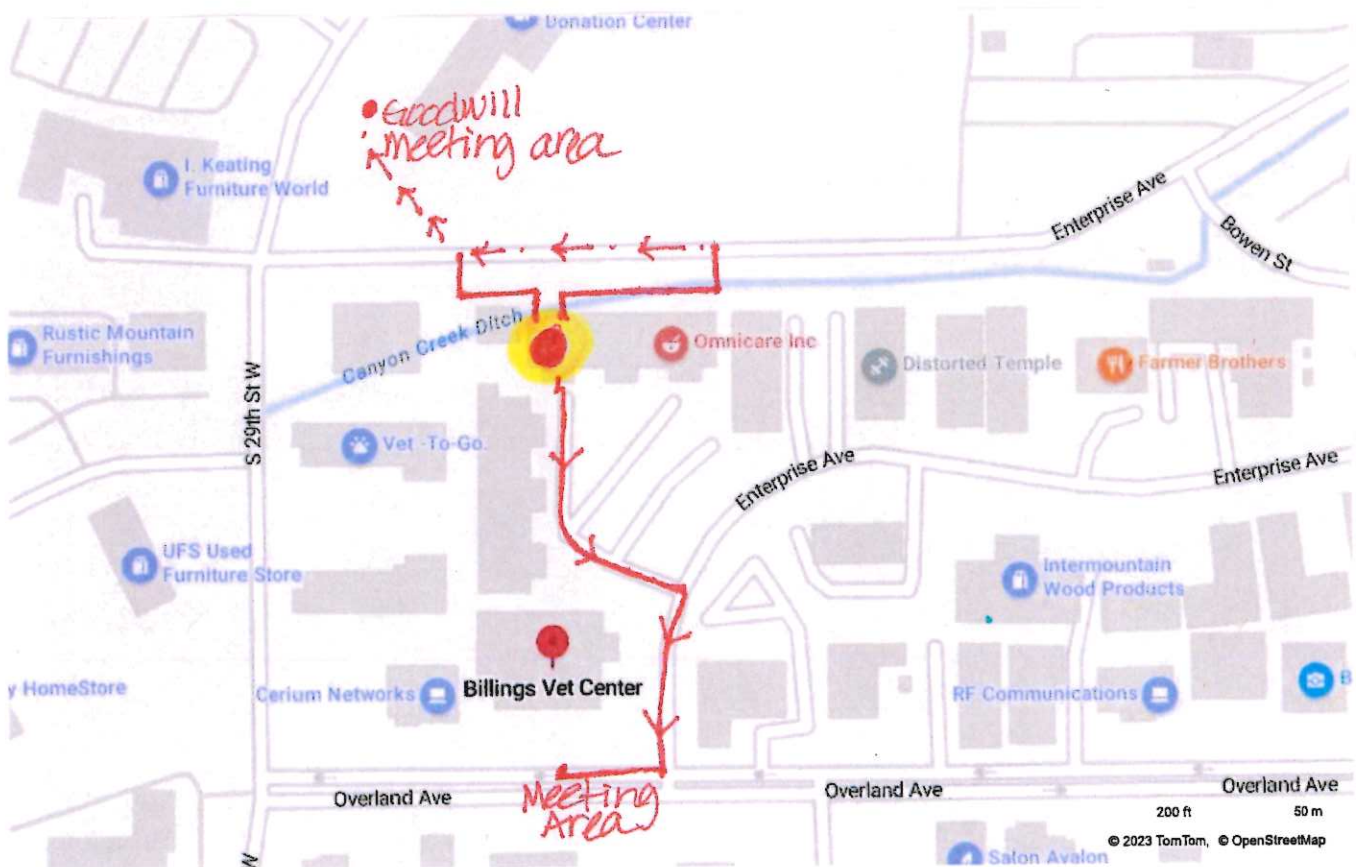 Donation Center
Goodwill
meeting area
I. Keating
Furniture World
Enterprise Ave
Bowen St
Rustic Mountain
Furnishings
Canyon Creek Ditch
Omnicare Inc
Distorted Temple
Farmer Brothers
S 29th St W
Vet -To-Go.
Enterprise Ave
Enterprise Ave
UFS Used
Furniture Store
Intermountain
Wood Products
y HomeStore
Cerium Networks
Billings Vet Center
RF Communications
B
Overland Ave
Meeting
Area
Overland Ave
Overland Ave
200 ft
50 m
© 2023 TomTom, © OpenStreetMap
W
Salon Avalon